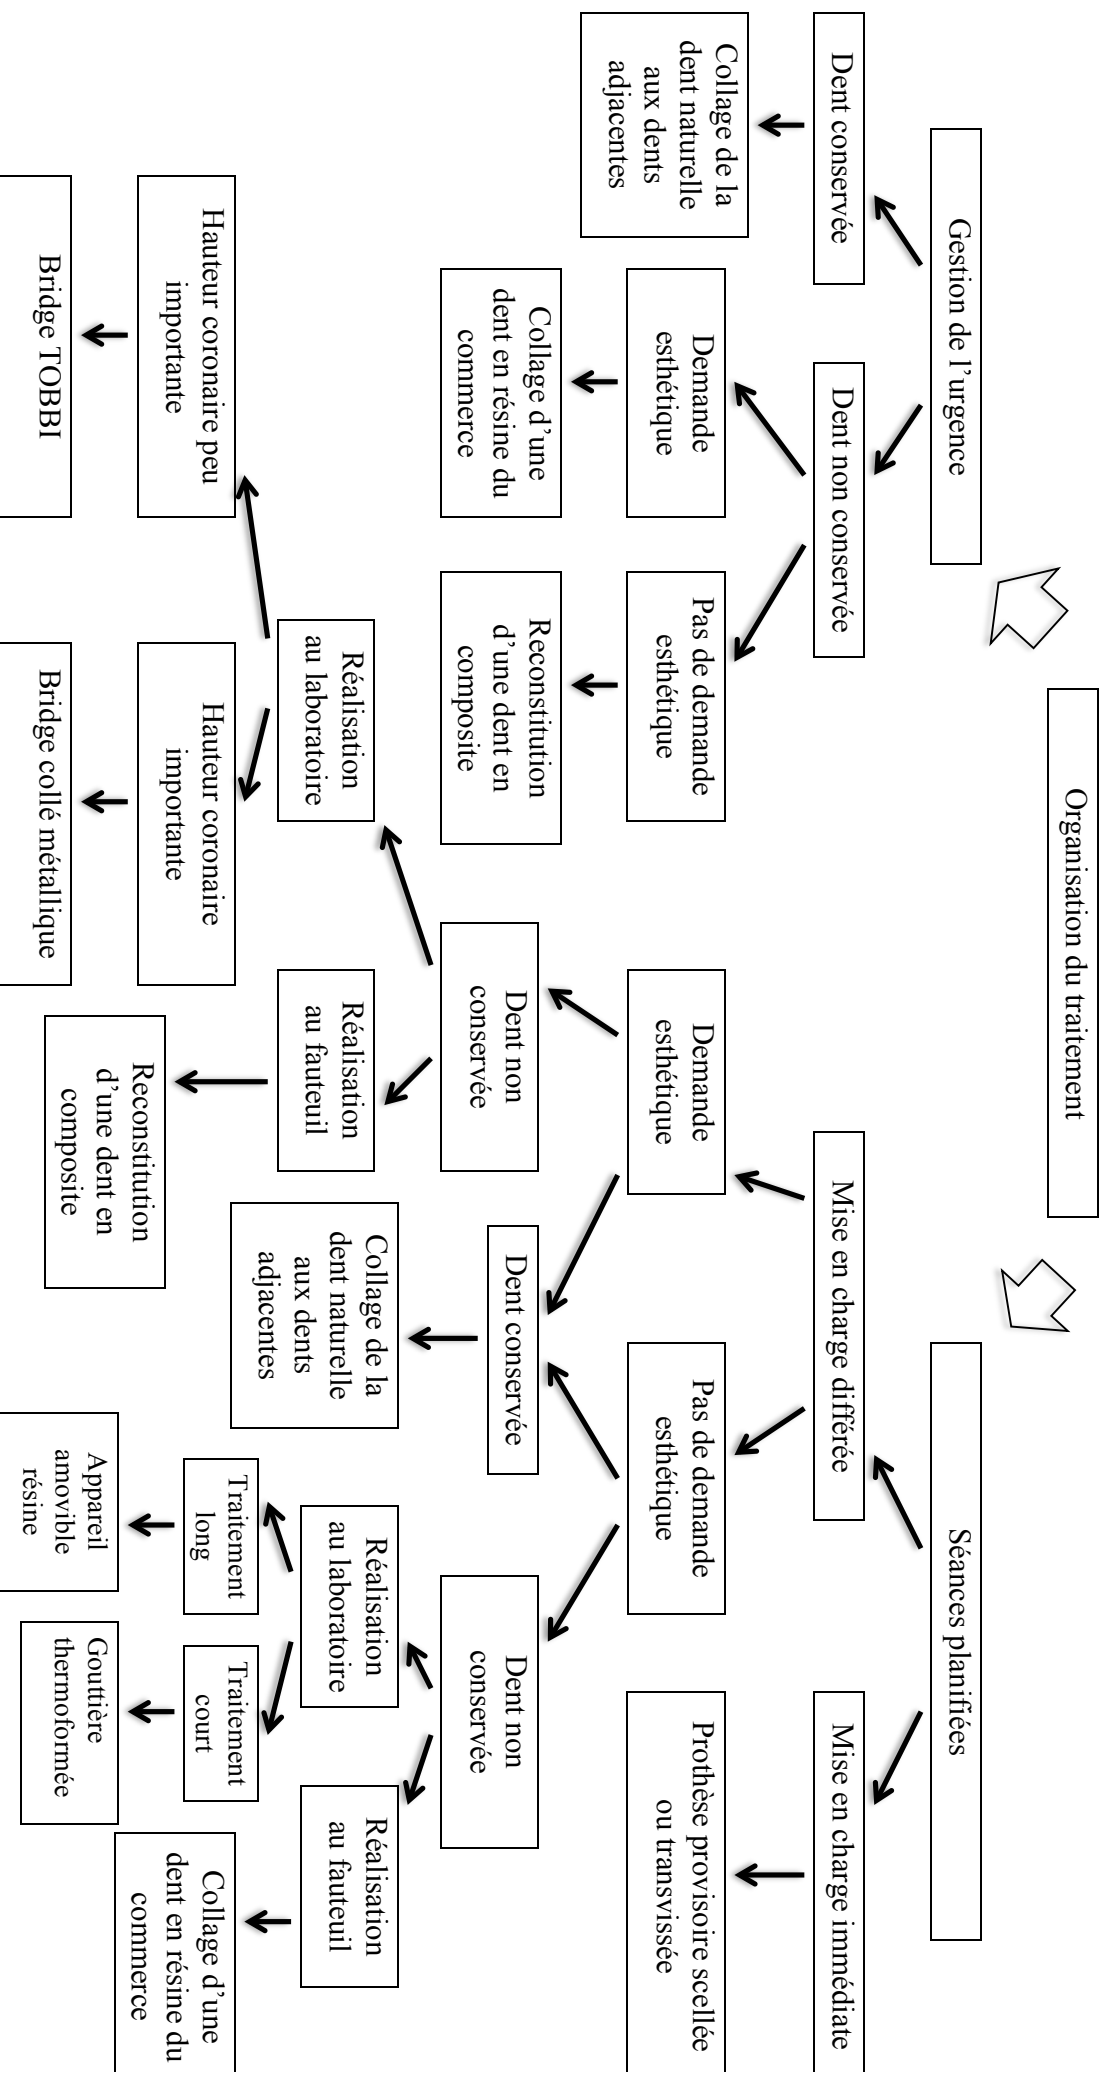 Organisation du traitement
Gestion de l’urgence
Séances planifiées
Dent conservée
Dent non conservée
Mise en charge différée
Mise en charge immédiate
Collage de la
dent naturelle
aux dents
adjacentes
Demande
esthétique
Pas de demande
esthétique
Demande
esthétique
Pas de demande
esthétique
Prothèse provisoire scellée
ou transvissée
Collage d’une
dent en résine du
commerce
Reconstitution
d’une dent en
composite
Dent non
conservée
Dent conservée
Dent non
conservée
Réalisation
au laboratoire
Réalisation
au fauteuil
Collage de la
dent naturelle
aux dents
adjacentes
Réalisation
au laboratoire
Réalisation
au fauteuil
Hauteur coronaire peu
importante
Hauteur coronaire
importante
Traitement
long
Traitement
court
Collage d’une
dent en résine du
commerce
Reconstitution
d’une dent en
composite
Bridge TOBBI
Bridge collé métallique
Appareil
amovible
résine
Gouttière
thermoformée